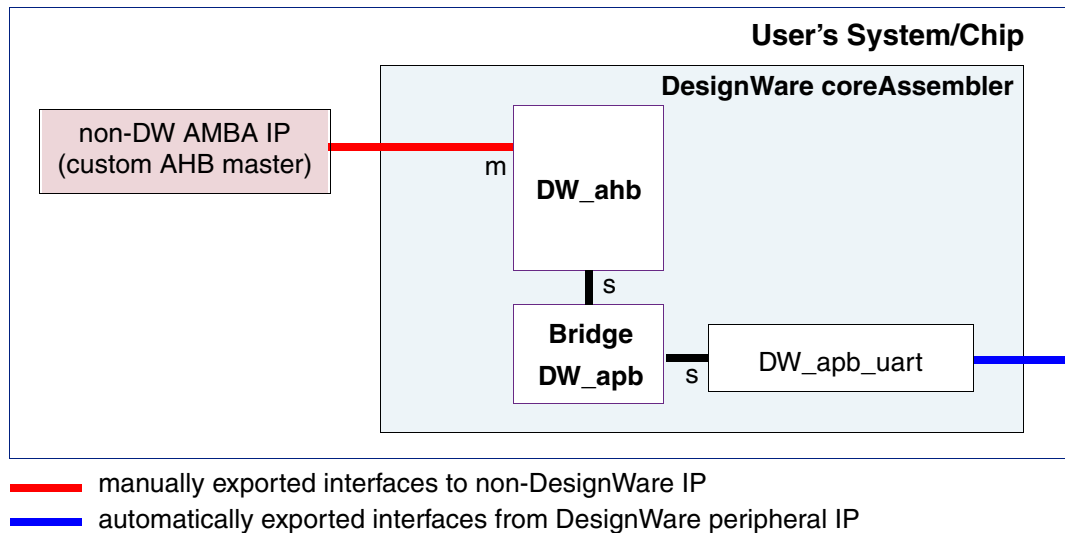 User's System/Chip
DesignWare coreAssembler
non-DW AMBA IP
(custom AHB master)
m
DW_ahb
s
Bridge
DW_apb
s
DW_apb_uart
manually exported interfaces to non-DesignWare IP
automatically exported interfaces from DesignWare peripheral IP